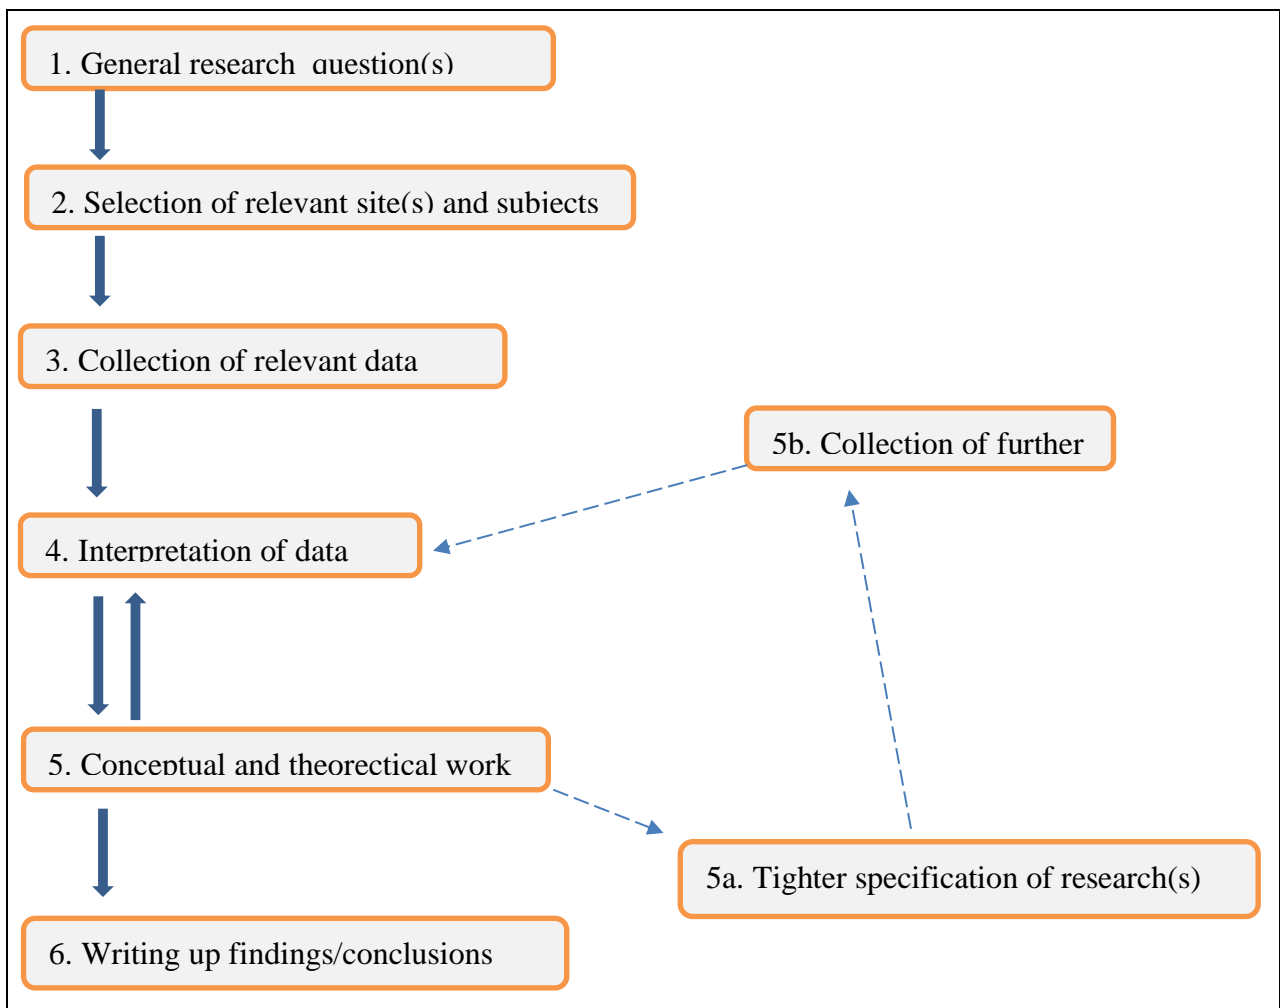 1. General research question(s)
2. Selection of relevant site(s) and subjects
3. Collection of relevant data
5b. Collection of further
4. Interpretation of data
5. Conceptual and theorectical work
5a. Tighter specification of research(s)
6. Writing up findings/conclusions